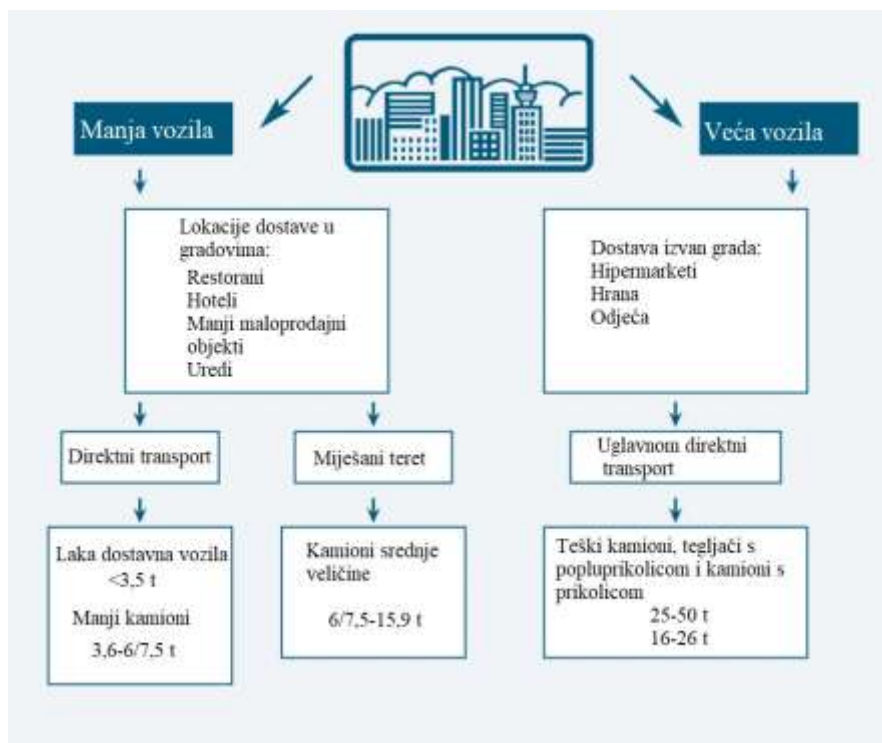 Manja vozila
Veća vozila
Lokacije dostave u
gradovima:
Restorani
Hoteli
Manji maloprodajni
objekti
Uredi
Dostava izvan grada:
Hipermarketi
Hrana
Odjeća
Direktni transport
Miješani teret
Uglavnom direktni
transport
Laka dostavna vozila
<3,5 t
Manji kamioni
3,6-6/7,5 t
Kamioni srednje
veličine
6/7,5-15,9 t
Teški kamioni, tegljači s
popluprikolicom i kamioni s
prikolicom
25-50 t
16-26 t